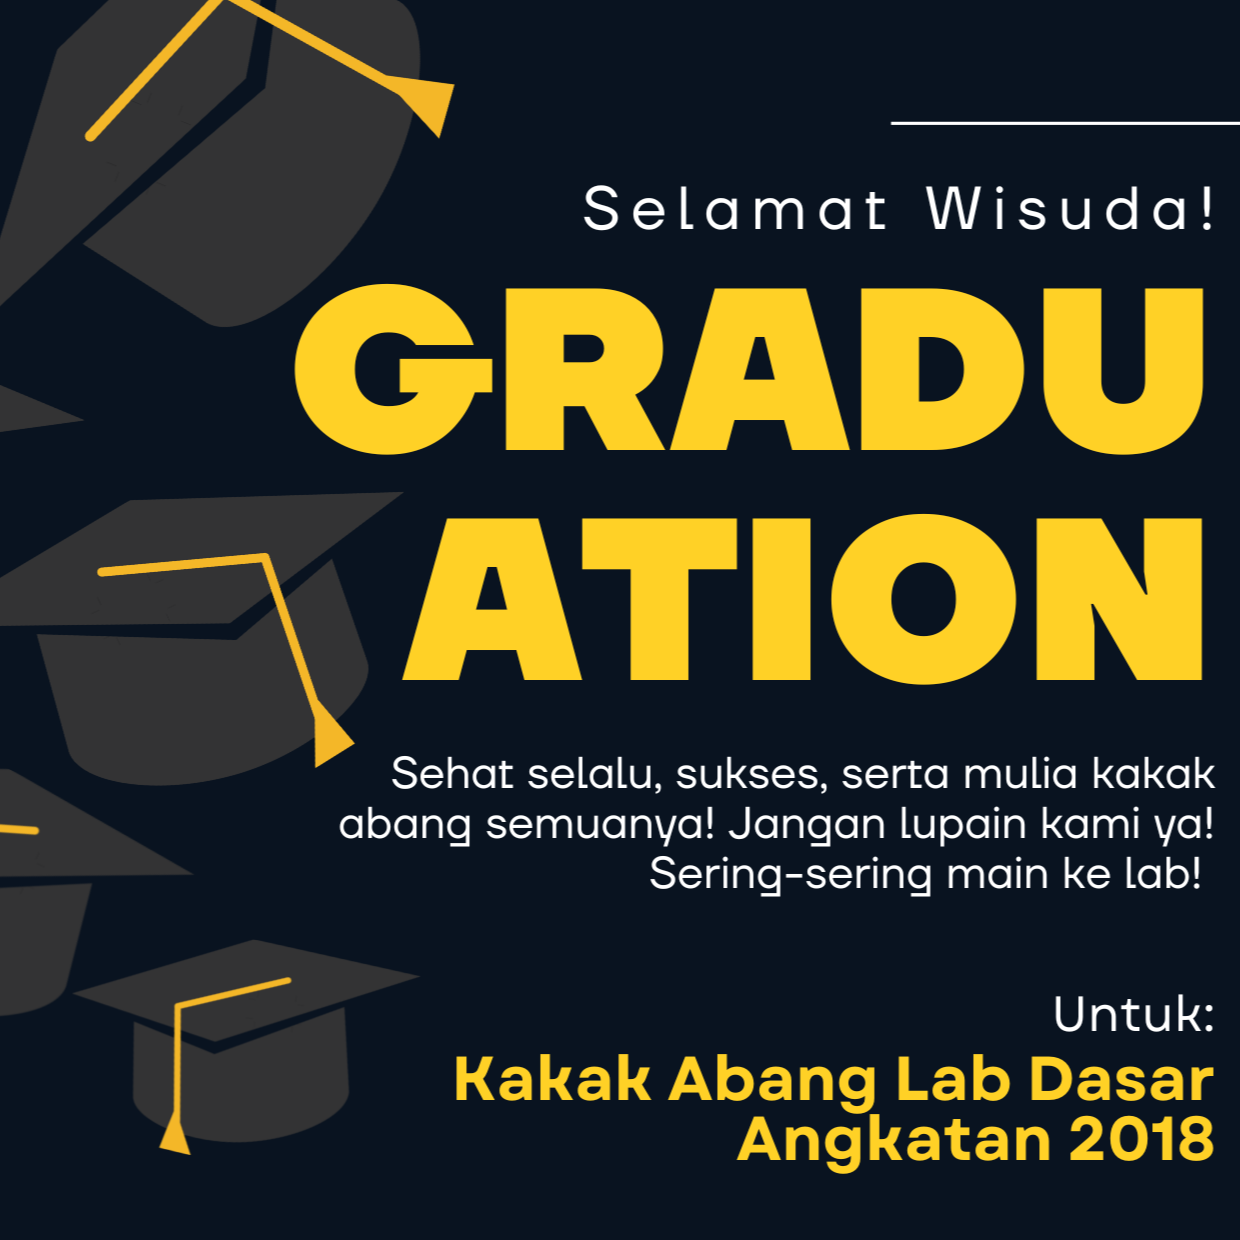 Selamat Wisuda!
GRADU
ATION
Sehat selalu, sukses, serta mulia kakak
abang semuanya! Jangan lupain kami ya!
Sering-sering main ke lab!
Untuk:
Kakak Abang Lab Dasar
Angkatan 2018